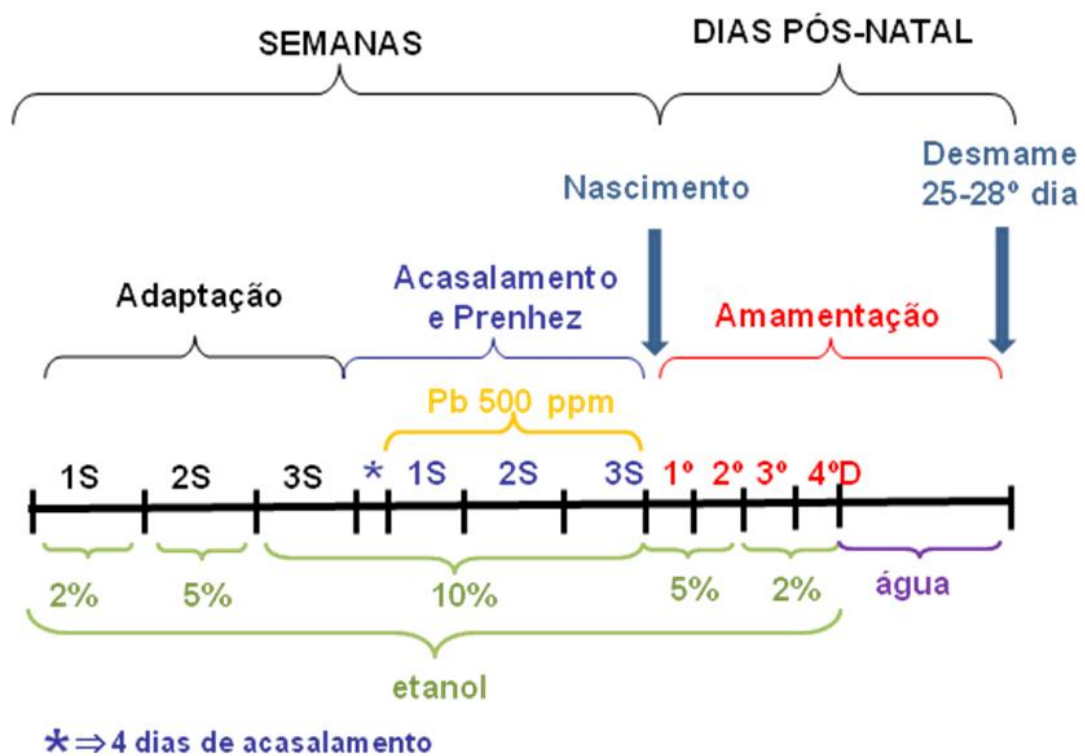 SEMANAS
DIAS PÓS-NATAL
Nascimento
Desmame
25-28º dia
Adaptação
Acasalamento
e Prenhez
Amamentação
Pb 500 ppm
1S 2S 3S * 1S 2S 3S 1º 2º 3º 4ºD
2% 5% 10% 5% 2% água
etanol
* ⇒ 4 dias de acasalamento